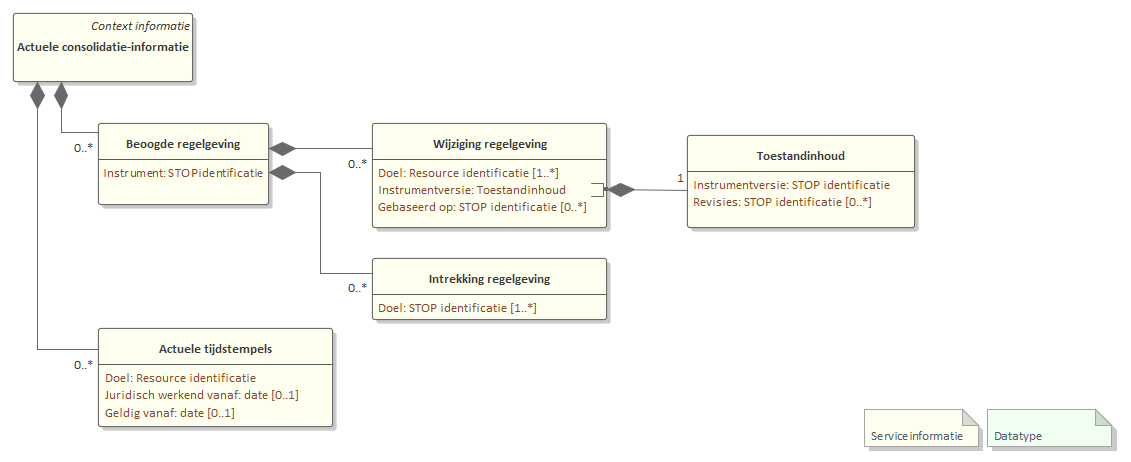 Context informatie
Actuele consolidatie-informatie
Beoogde regelgeving
Instrument: STOP identificatie
0..*
Wijziging regelgeving
Doel: Resource identificatie [1..*]
Instrumentversie: Toestandinhoud
Gebaseerd op: STOP identificatie [0..*]
0..*
Toestandinhoud
Instrumentversie: STOP identificatie
Revisies: STOP identificatie [0..*]
1
Intrekking regelgeving
Doel: STOP identificatie [1..*]
0..*
Actuele tijdstempels
Doel: Resource identificatie
Juridisch werkend vanaf: date [0..1]
Geldig vanaf: date [0..1]
0..*
Serviceinformatie
Datatype